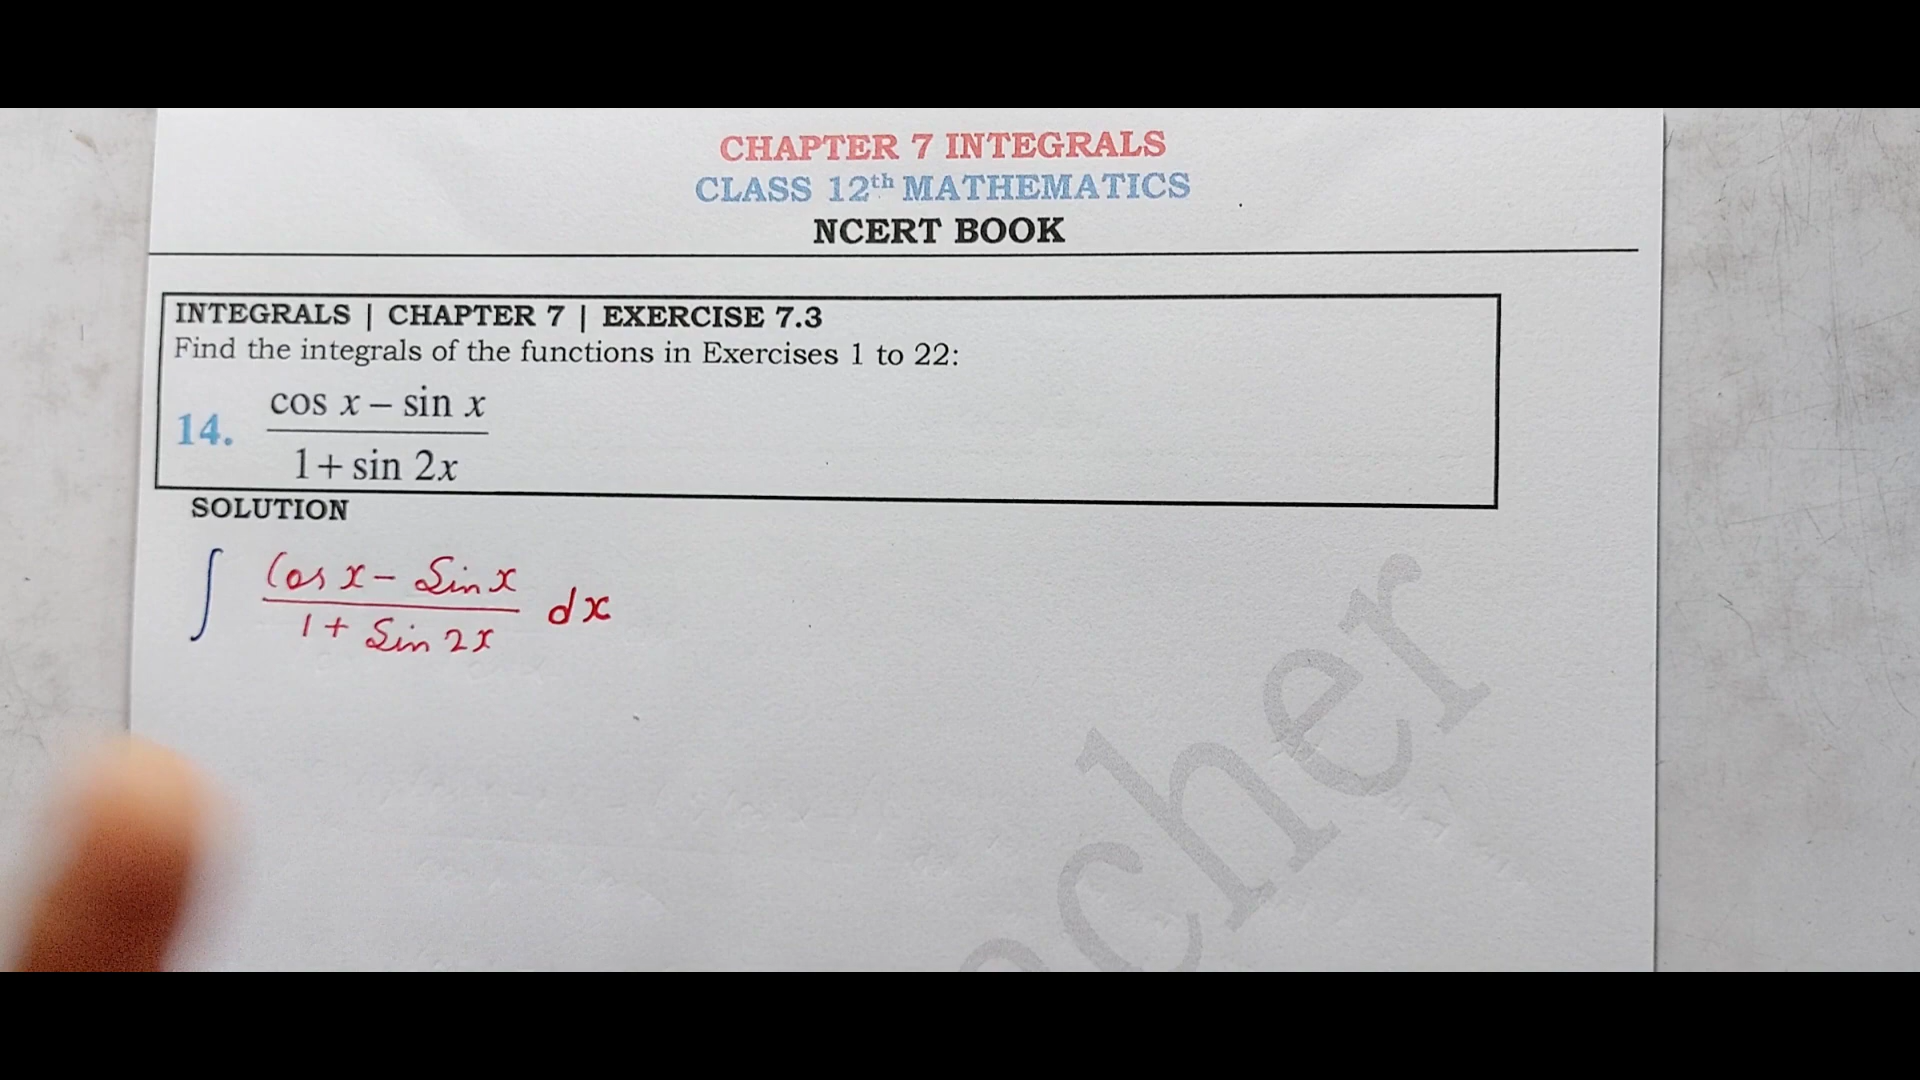 CHAPTER 7 INTEGRALS
CLASS 12th MATHEMATICS
NCERT BOOK
INTEGRALS | CHAPTER 7 | EXERCISE 7.3
Find the integrals of the functions in Exercises 1 to 22:
14. cos x – sin x
1+ sin 2x
SOLUTION
∫ Cos x – Sin x dx
1 + Sin 2x
cher